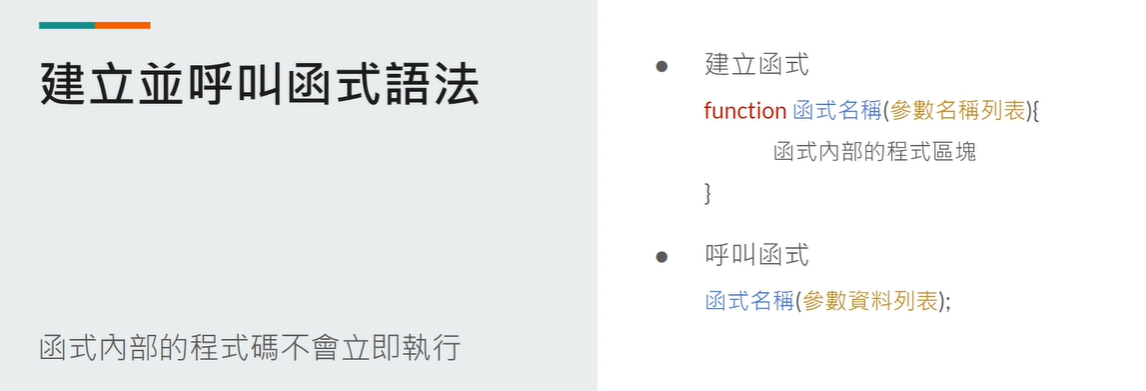 建立並呼叫函式語法
函式內部的程式碼不會立即執行
● 建立函式
function 函式名稱(參數名稱列表){
函式內部的程式區塊
}
● 呼叫函式
函式名稱(參數資料列表);